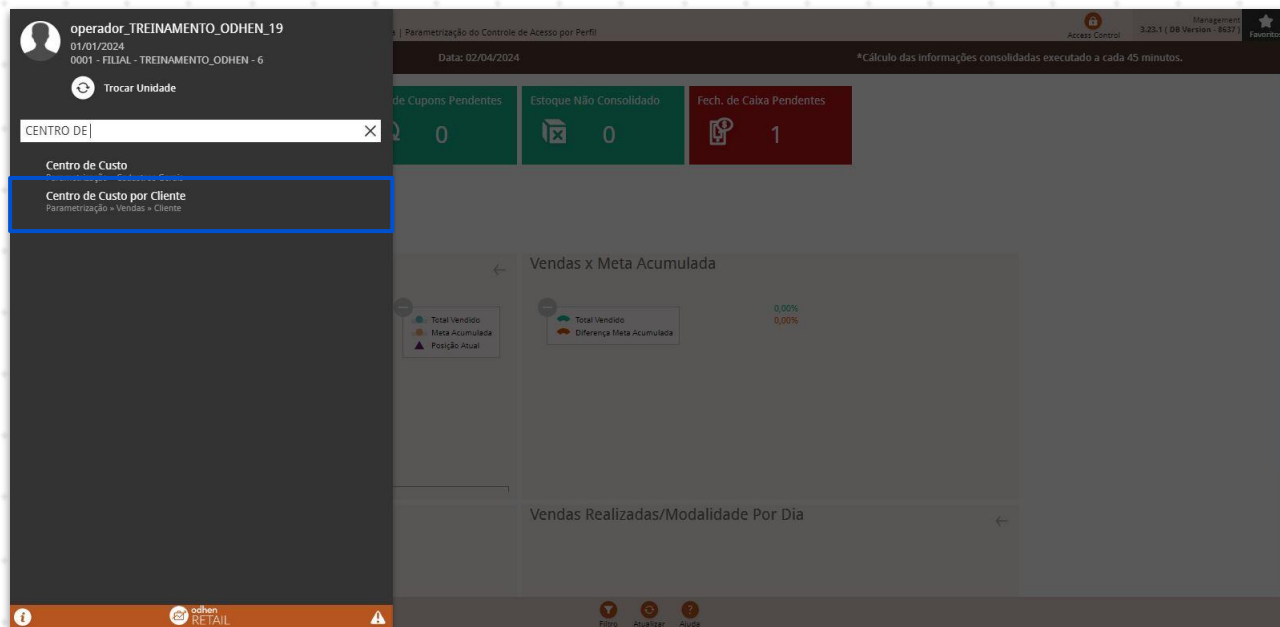 operador_TREINAMENTO_ODHEN_19
01/01/2024
0001 - FILIAL - TREINAMENTO_ODHEN - 6
Trocar Unidade
CENTRO DE
Centro de Custo
Parametrização » Cadastros Gerais
Centro de Custo por Cliente
Parametrização » Vendas » Cliente
odhen
RETAIL
| Parametrização do Controle de Acesso por Perfil
Access Control
Management
3.23.1 ( DB Version - 8637 )
Favoritos
Data: 02/04/2024
*Cálculo das informações consolidadas executado a cada 45 minutos.
de Cupons Pendentes
0
Estoque Não Consolidado
0
Fech. de Caixa Pendentes
1
Total Vendido
Meta Acumulada
Posição Atual
Vendas x Meta Acumulada
Total Vendido
Diferença Meta Acumulada
0,00%
0,00%
Vendas Realizadas/Modalidade Por Dia
Filtro
Atualizar
Ajuda